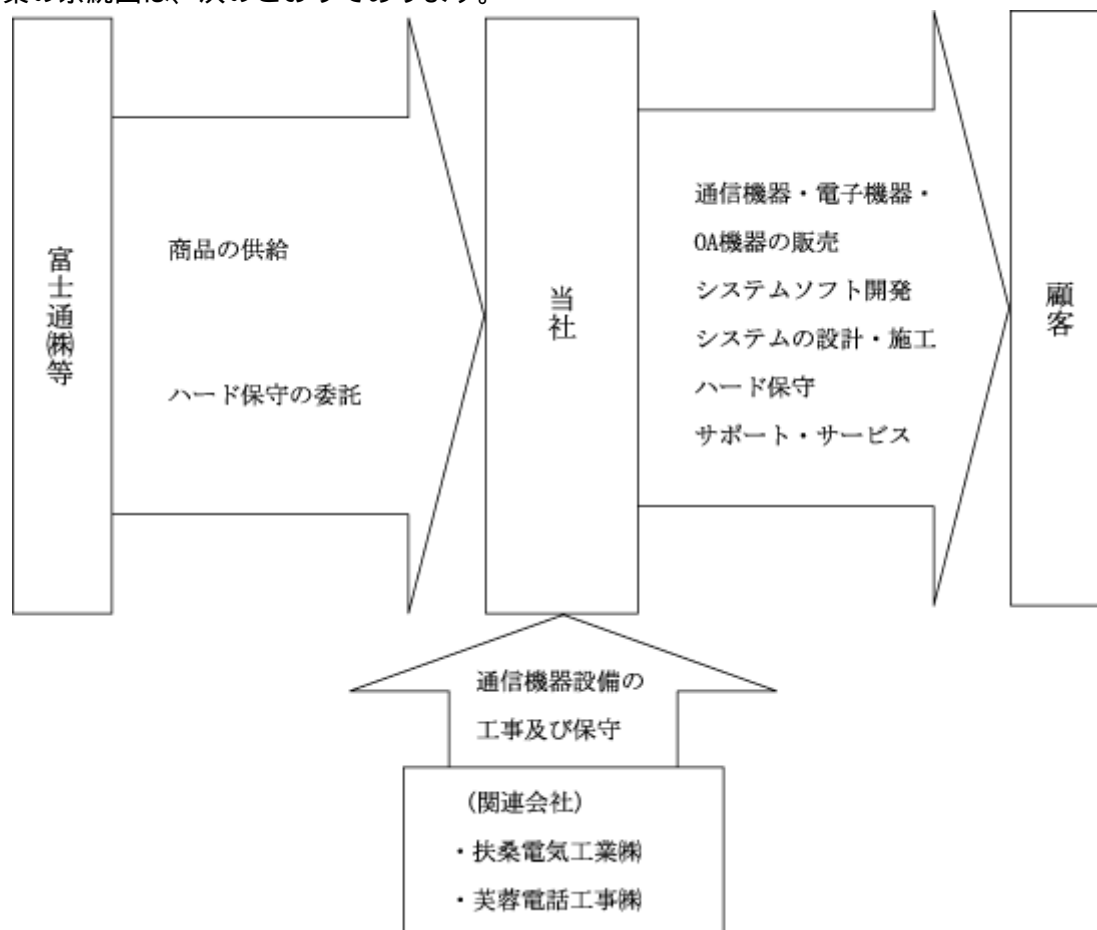 業の系統図は、次のとおりであります。
富士通㈱等
商品の供給
ハード保守の委託
当社
通信機器・電子機器・
OA機器の販売
システムソフト開発
システムの設計・施工
ハード保守
サポート・サービス
顧客
通信機器設備の
工事及び保守
(関連会社)
・扶桑電気工業㈱
・芙蓉電話工事㈱